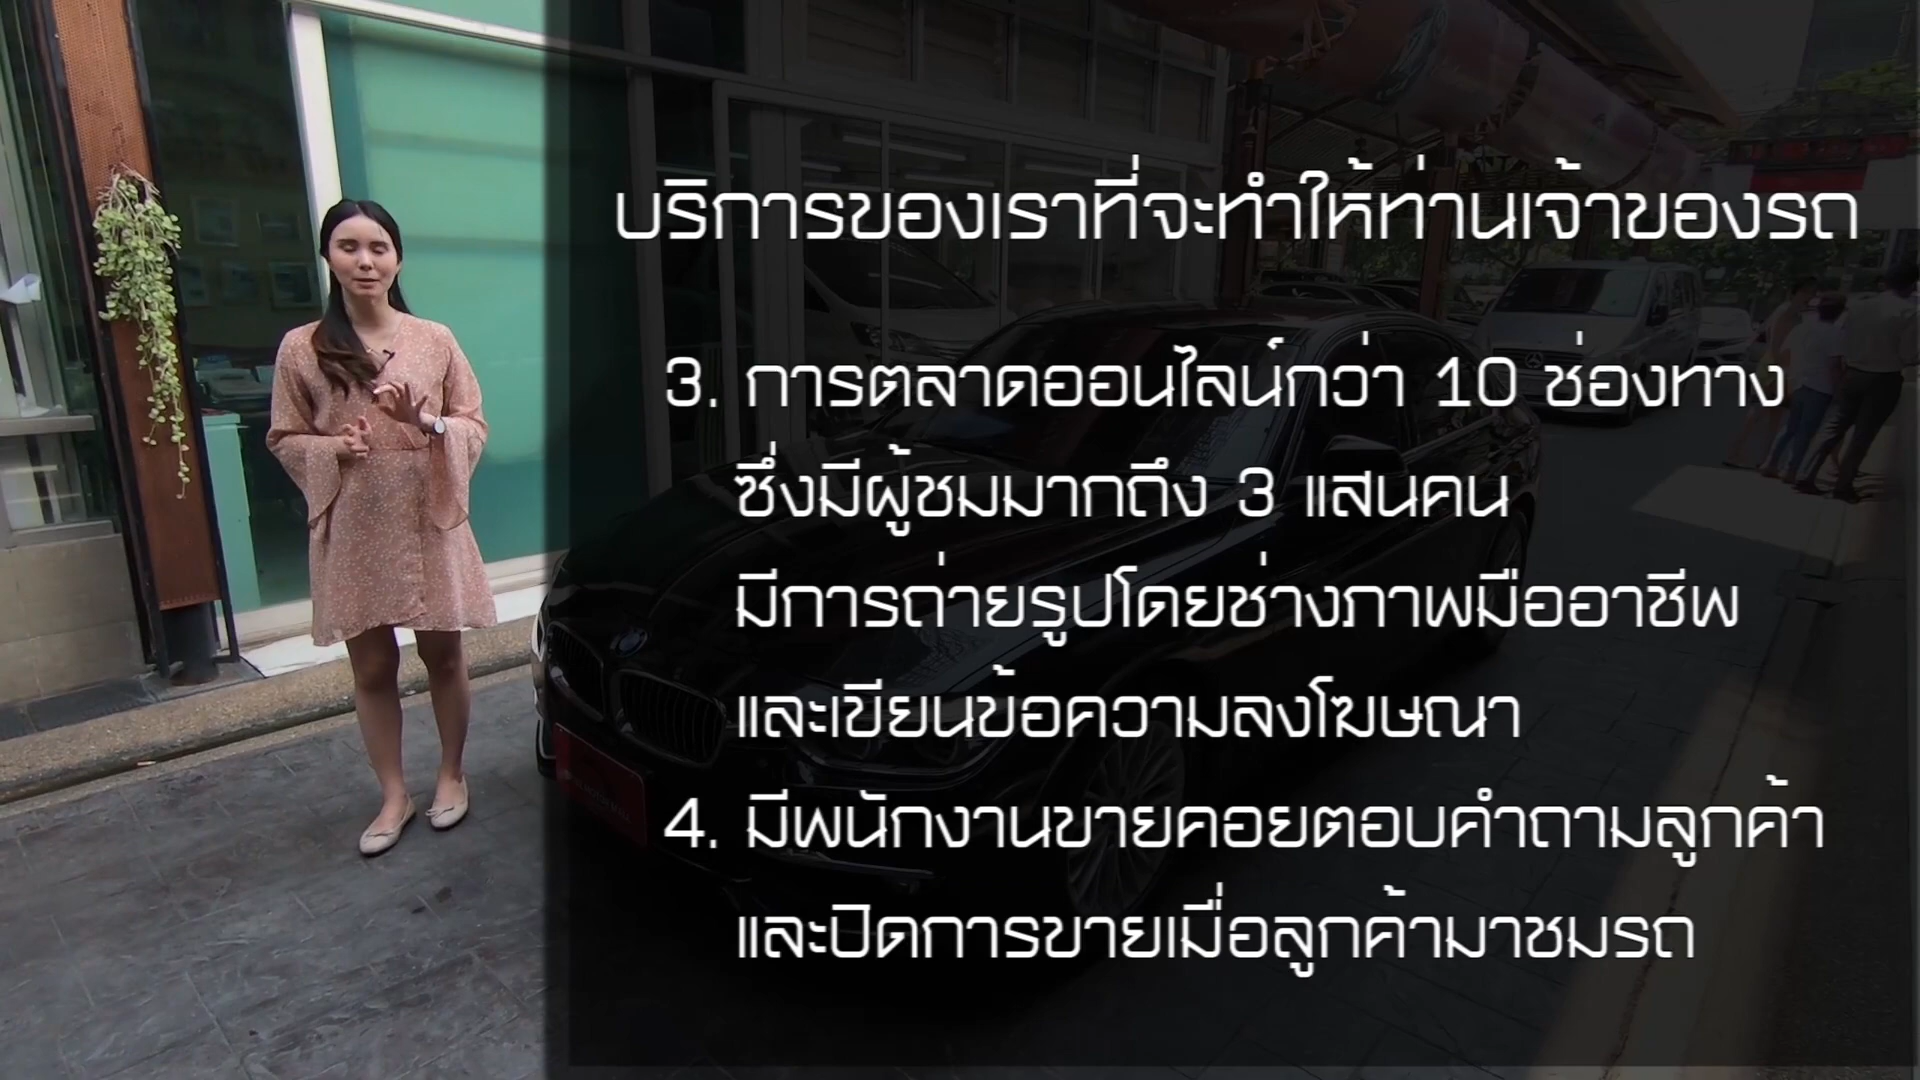 บริการของเราที่จะทำให้ท่านเจ้าของรถ
3. การตลาดออนไลน์กว่า 10 ช่องทาง
ซึ่งมีผู้ชมมากถึง 3 แสนคน
มีการถ่ายรูปโดยช่างภาพมืออาชีพ
และเขียนข้อความลงโฆษณา
4. มีพนักงานขายคอยตอบคำถามลูกค้า
และปิดการขายเมื่อลูกค้ามาชมรถ